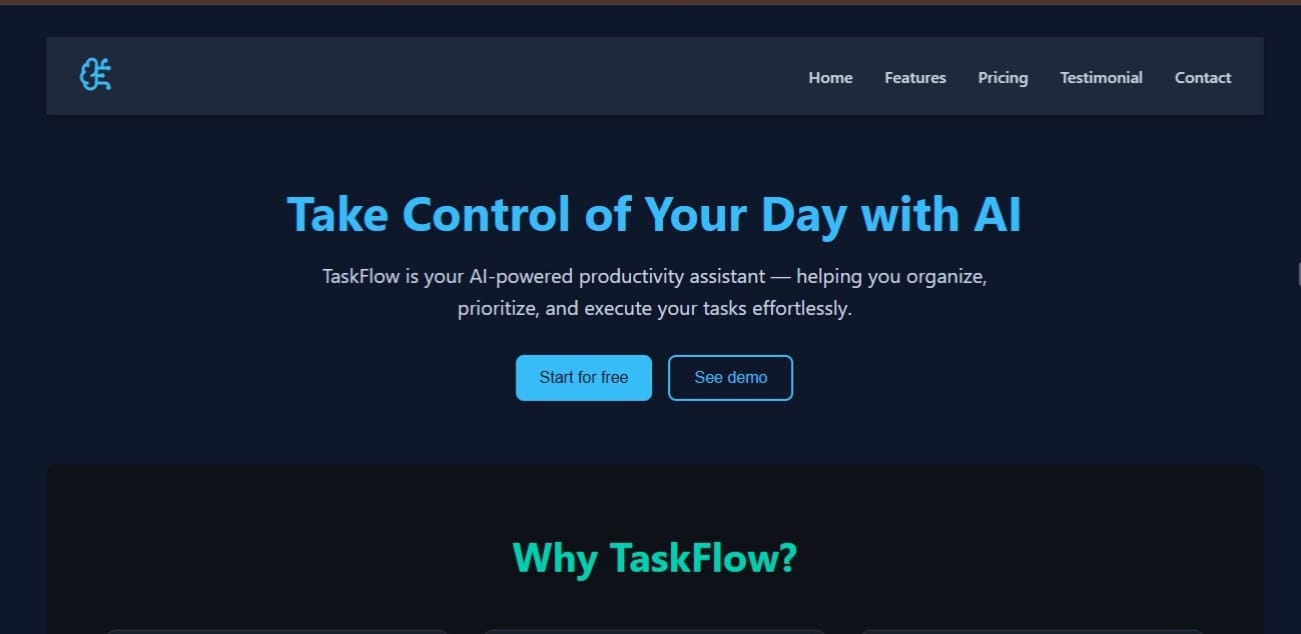 Home Features Pricing Testimonial Contact
Take Control of Your Day with AI
TaskFlow is your AI-powered productivity assistant — helping you organize,
prioritize, and execute your tasks effortlessly.
Start for free See demo
Why TaskFlow?